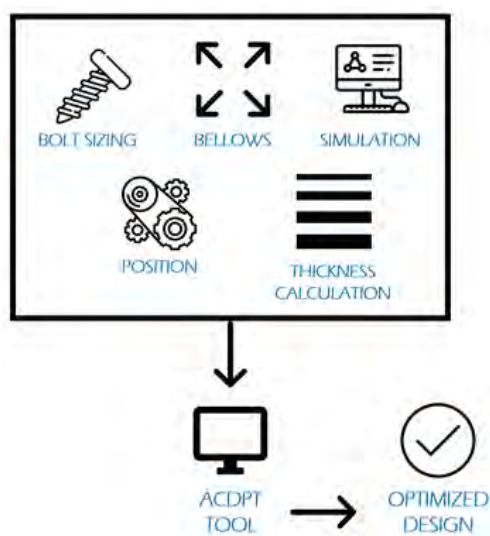 BOLT SIZING
BELLOWS
SIMULATION
POSITION
THICKNESS
CALCULATION
ACDPT
TOOL
OPTIMIZED
DESIGN